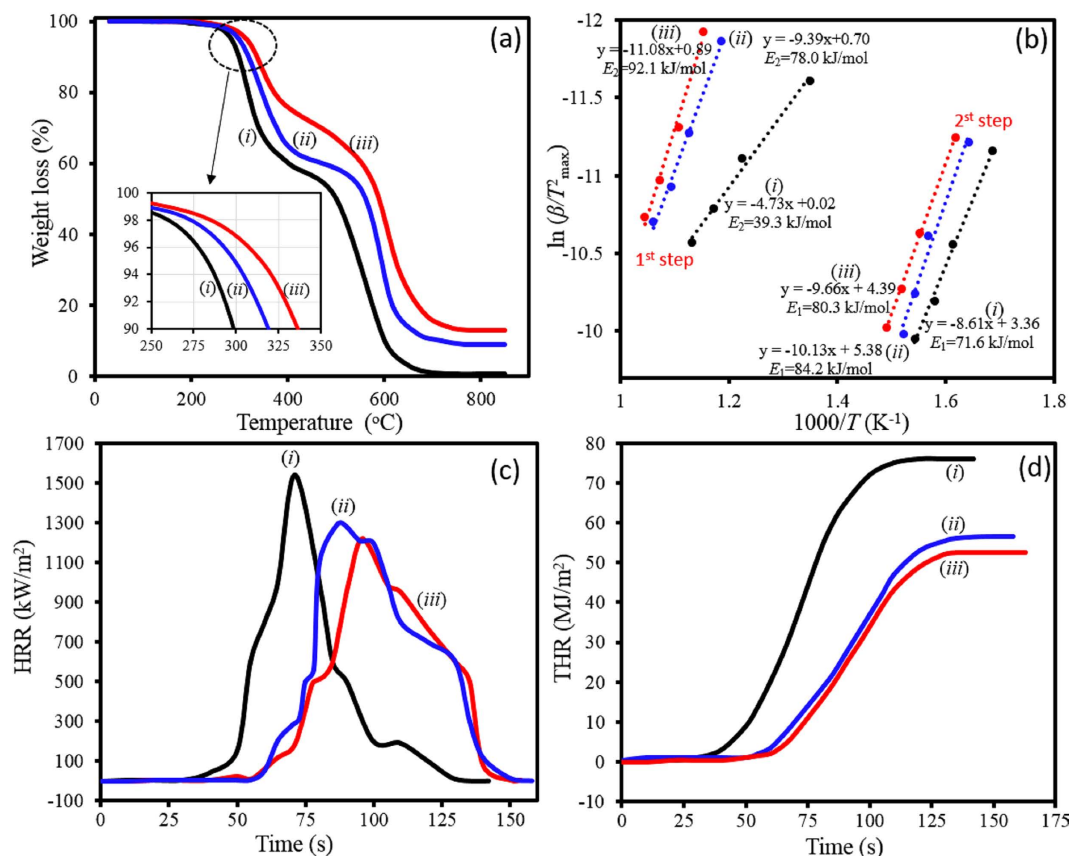 (a)
Weight loss (%)
100
80
60
40
20
0
(i)
(ii)
(iii)
100
98
96
94
92
90
(i)
(ii)
(iii)
250
275
300
325
350
0
200
400
600
800
Temperature (°C)
(b)
ln (β/T²max)
-12
-11.5
-11
-10.5
-10
(iii)
(ii)
y = -11.08x+0.89
E2=92.1 kJ/mol
y = -9.39x+0.70
E2=78.0 kJ/mol
2st step
(i)
y = -4.73x +0.02
E2=39.3 kJ/mol
1st step
(iii)
y = -9.66x + 4.39
E1=80.3 kJ/mol
(i)
y = -8.61x + 3.36
E1=71.6 kJ/mol
y = -10.13x + 5.38
(ii)
E1=84.2 kJ/mol
1
1.2
1.4
1.6
1.8
1000/T (K-1)
(c)
HRR (kW/m2)
1700
1500
1300
1100
900
700
500
300
100
-100
(i)
(ii)
(iii)
0
25
50
75
100
125
150
Time (s)
(d)
THR (MJ/m2)
80
70
60
50
40
30
20
10
0
-10
(i)
(ii)
(iii)
0
25
50
75
100
125
150
175
Time (s)